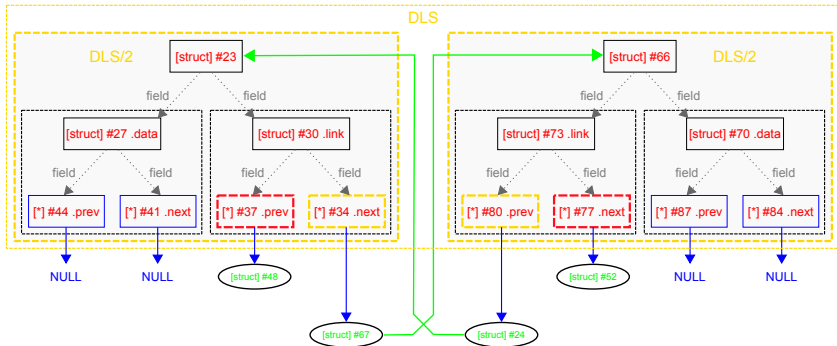 DLS
DLS/2
[struct] #23
[struct] #66
DLS/2
field
field
field
field
[struct] #27 .data
[struct] #30 .link
[struct] #73 .link
[struct] #70 .data
field
field
field
field
field
field
field
field
[*] #44 .prev
[*] #41 .next
[*] #37 .prev
[*] #34 .next
[*] #80 .prev
[*] #77 .next
[*] #87 .prev
[*] #84 .next
NULL
NULL
[struct] #48
[struct] #52
NULL
NULL
[struct] #67
[struct] #24